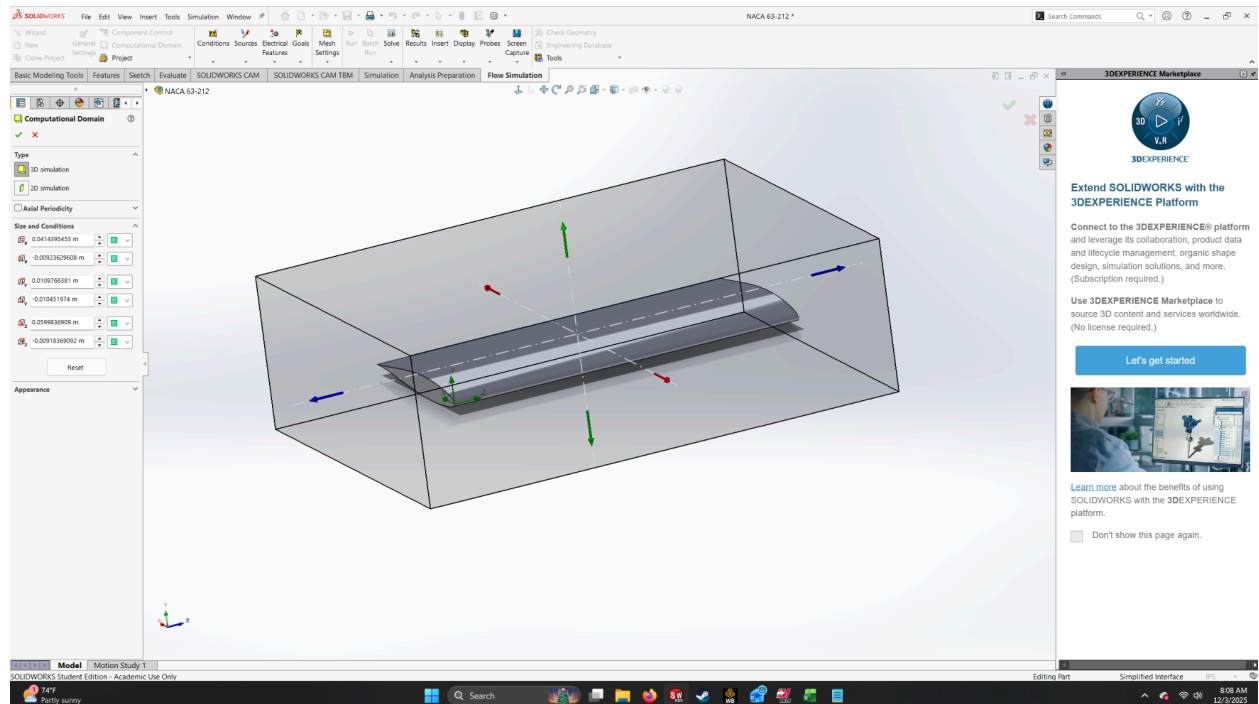 SOLIDWORKS File Edit View Insert Tools Simulation Window
NACA 63-212 *
Search Commands
Wizard
New
Clone Project
General Settings
Component Control
Computational Domain
Project
Conditions
Sources
Electrical Features
Goals
Mesh Settings
Run
Batch Run
Solve
Results
Insert
Display
Probes
Screen Capture
Check Geometry
Engineering Database
Tools
Basic Modeling Tools Features Sketch Evaluate SOLIDWORKS CAM SOLIDWORKS CAM TBM Simulation Analysis Preparation Flow Simulation
NACA 63-212
Computational Domain
Type
3D simulation
2D simulation
Axial Periodicity
Size and Conditions
0.0414395453 m
-0.00923629608 m
0.0109766381 m
-0.010451974 m
0.0599836909 m
-0.00918369092 m
Reset
Appearance
Y
X
Z
Model Motion Study 1
SOLIDWORKS Student Edition - Academic Use Only
Editing Part Simplified Interface IPS
3DEXPERIENCE Marketplace
3D
V+R
3DEXPERIENCE
Extend SOLIDWORKS with the
3DEXPERIENCE Platform
Connect to the 3DEXPERIENCE® platform
and leverage its collaboration, product data
and lifecycle management, organic shape
design, simulation solutions, and more.
(Subscription required.)
Use 3DEXPERIENCE Marketplace to
source 3D content and services worldwide.
(No license required.)
Let's get started
Learn more about the benefits of using
SOLIDWORKS with the 3DEXPERIENCE
platform.
Don't show this page again.
1
74°F
Partly sunny
Search
SW
WB
8:08 AM
12/3/2025